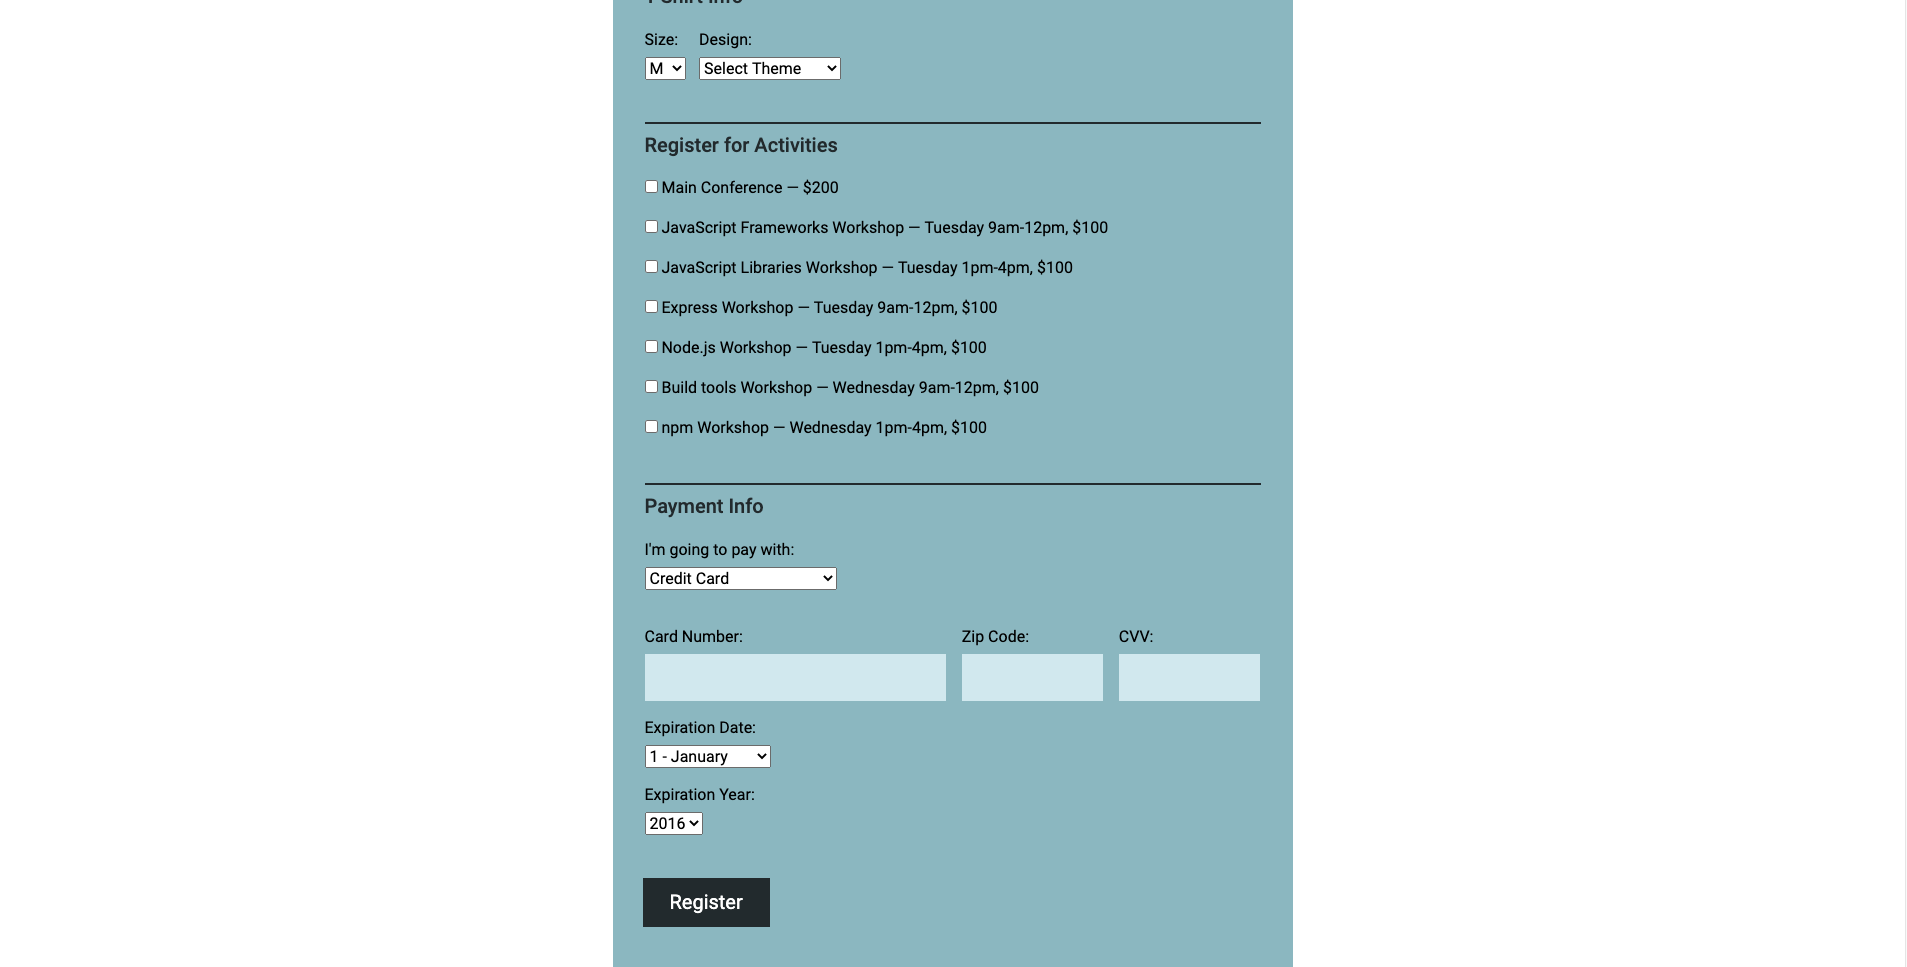 T-Shirt Info
Size: Design:
M Select Theme
Register for Activities
Main Conference — $200
JavaScript Frameworks Workshop — Tuesday 9am-12pm, $100
JavaScript Libraries Workshop — Tuesday 1pm-4pm, $100
Express Workshop — Tuesday 9am-12pm, $100
Node.js Workshop — Tuesday 1pm-4pm, $100
Build tools Workshop — Wednesday 9am-12pm, $100
npm Workshop — Wednesday 1pm-4pm, $100
Payment Info
I'm going to pay with:
Credit Card
Card Number: Zip Code: CVV:
Expiration Date:
1 - January
Expiration Year:
2016
Register